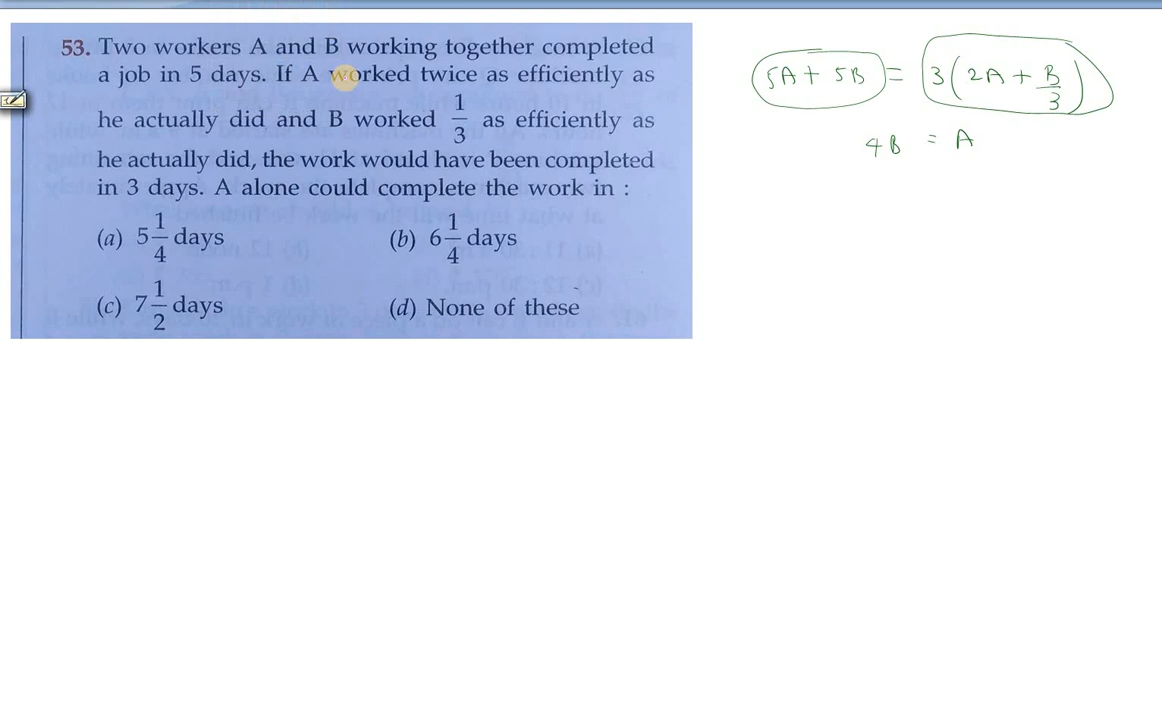 53. Two workers A and B working together completed
a job in 5 days. If A worked twice as efficiently as
he actually did and B worked 1/3 as efficiently as
he actually did, the work would have been completed
in 3 days. A alone could complete the work in :
(a) 5 1/4 days (b) 6 1/4 days
(c) 7 1/2 days (d) None of these
5A + 5B = 3(2A + B/3)
4B = A